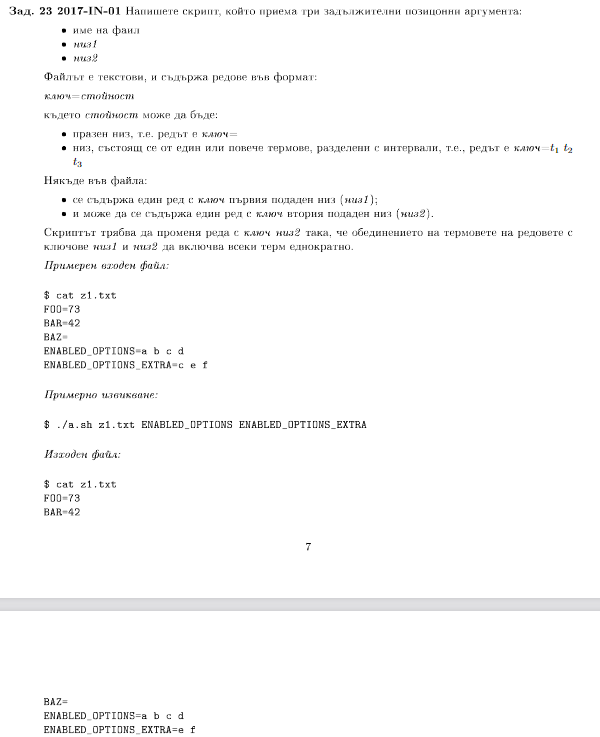 Зад. 23 2017-IN-01 Напишете скрипт, който приема три задължителни позиционни аргумента:
• име на фаил
• низ1
• низ2
Файлът е текстови, и съдържа редове във формат:
ключ=стойност
където стойност може да бъде:
• празен низ, т.е. редът е ключ=
• низ, състоящ се от един или повече термове, разделени с интервали, т.е., редът е ключ=t1 t2
t3
Някъде във файла:
• се съдържа един ред с ключ първия подаден низ (низ1);
• и може да се съдържа един ред с ключ втория подаден низ (низ2).
Скриптът трябва да променя реда с ключ низ2 така, че обединението на термовете на редовете с
ключове низ1 и низ2 да включва всеки терм еднократно.
Примерен входен файл:
$ cat z1.txt
FOO=73
BAR=42
BAZ=
ENABLED_OPTIONS=a b c d
ENABLED_OPTIONS_EXTRA=c e f
Примерно извикване:
$ ./a.sh z1.txt ENABLED_OPTIONS ENABLED_OPTIONS_EXTRA
Изходен файл:
$ cat z1.txt
FOO=73
BAR=42
7
BAZ=
ENABLED_OPTIONS=a b c d
ENABLED_OPTIONS_EXTRA=e f